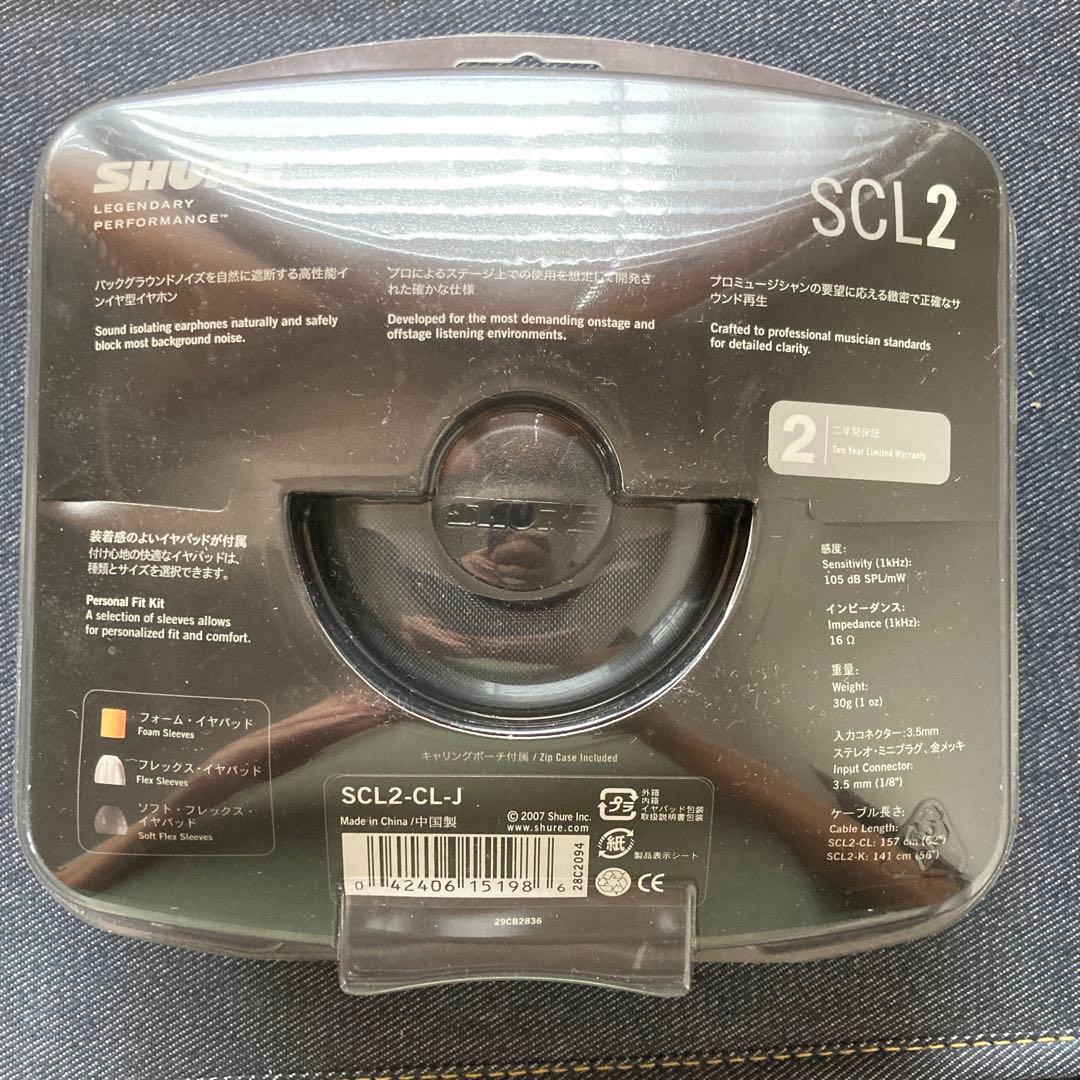 SHURE
LEGENDARY
PERFORMANCE™
SCL2
バックグラウンドノイズを自然に遮断する高性能イ
ンイヤ型イヤホン
Sound isolating earphones naturally and safely
block most background noise.
プロによるステージ上での使用を想定して開発さ
れた確かな仕様
Developed for the most demanding onstage and
offstage listening environments.
プロミュージシャンの要望に応える緻密で正確なサ
ウンド再生
Crafted to professional musician standards
for detailed clarity.
2
二年間保証
Two Year Limited Warranty
SHURE
装着感のよいイヤパッドが付属
付け心地の快適なイヤパッドは、
種類とサイズを選択できます。
Personal Fit Kit
A selection of sleeves allows
for personalized fit and comfort.
フォーム・イヤパッド
Foam Sleeves
フレックス・イヤパッド
Flex Sleeves
ソフト・フレックス・
イヤパッド
Soft Flex Sleeves
感度:
Sensitivity (1kHz):
105 dB SPL/mW
インピーダンス:
Impedance (1kHz):
16 Ω
重量:
Weight:
30g (1 oz)
入力コネクター:3.5mm
ステレオ・ミニプラグ、金メッキ
Input Connector:
3.5 mm (1/8")
ケーブル長さ:
Cable Length:
SCL2-CL: 157 cm (62")
SCL2-K: 141 cm (56")
キャリングポーチ付属 / Zip Case Included
SCL2-CL-J
Made in China /中国製
© 2007 Shure Inc.
www.shure.com
0 42406 15198 6
28C2094
プラ
外箱
内箱
イヤパッド包装
取扱説明書包装
紙
製品表示シート
CE
29CB2836